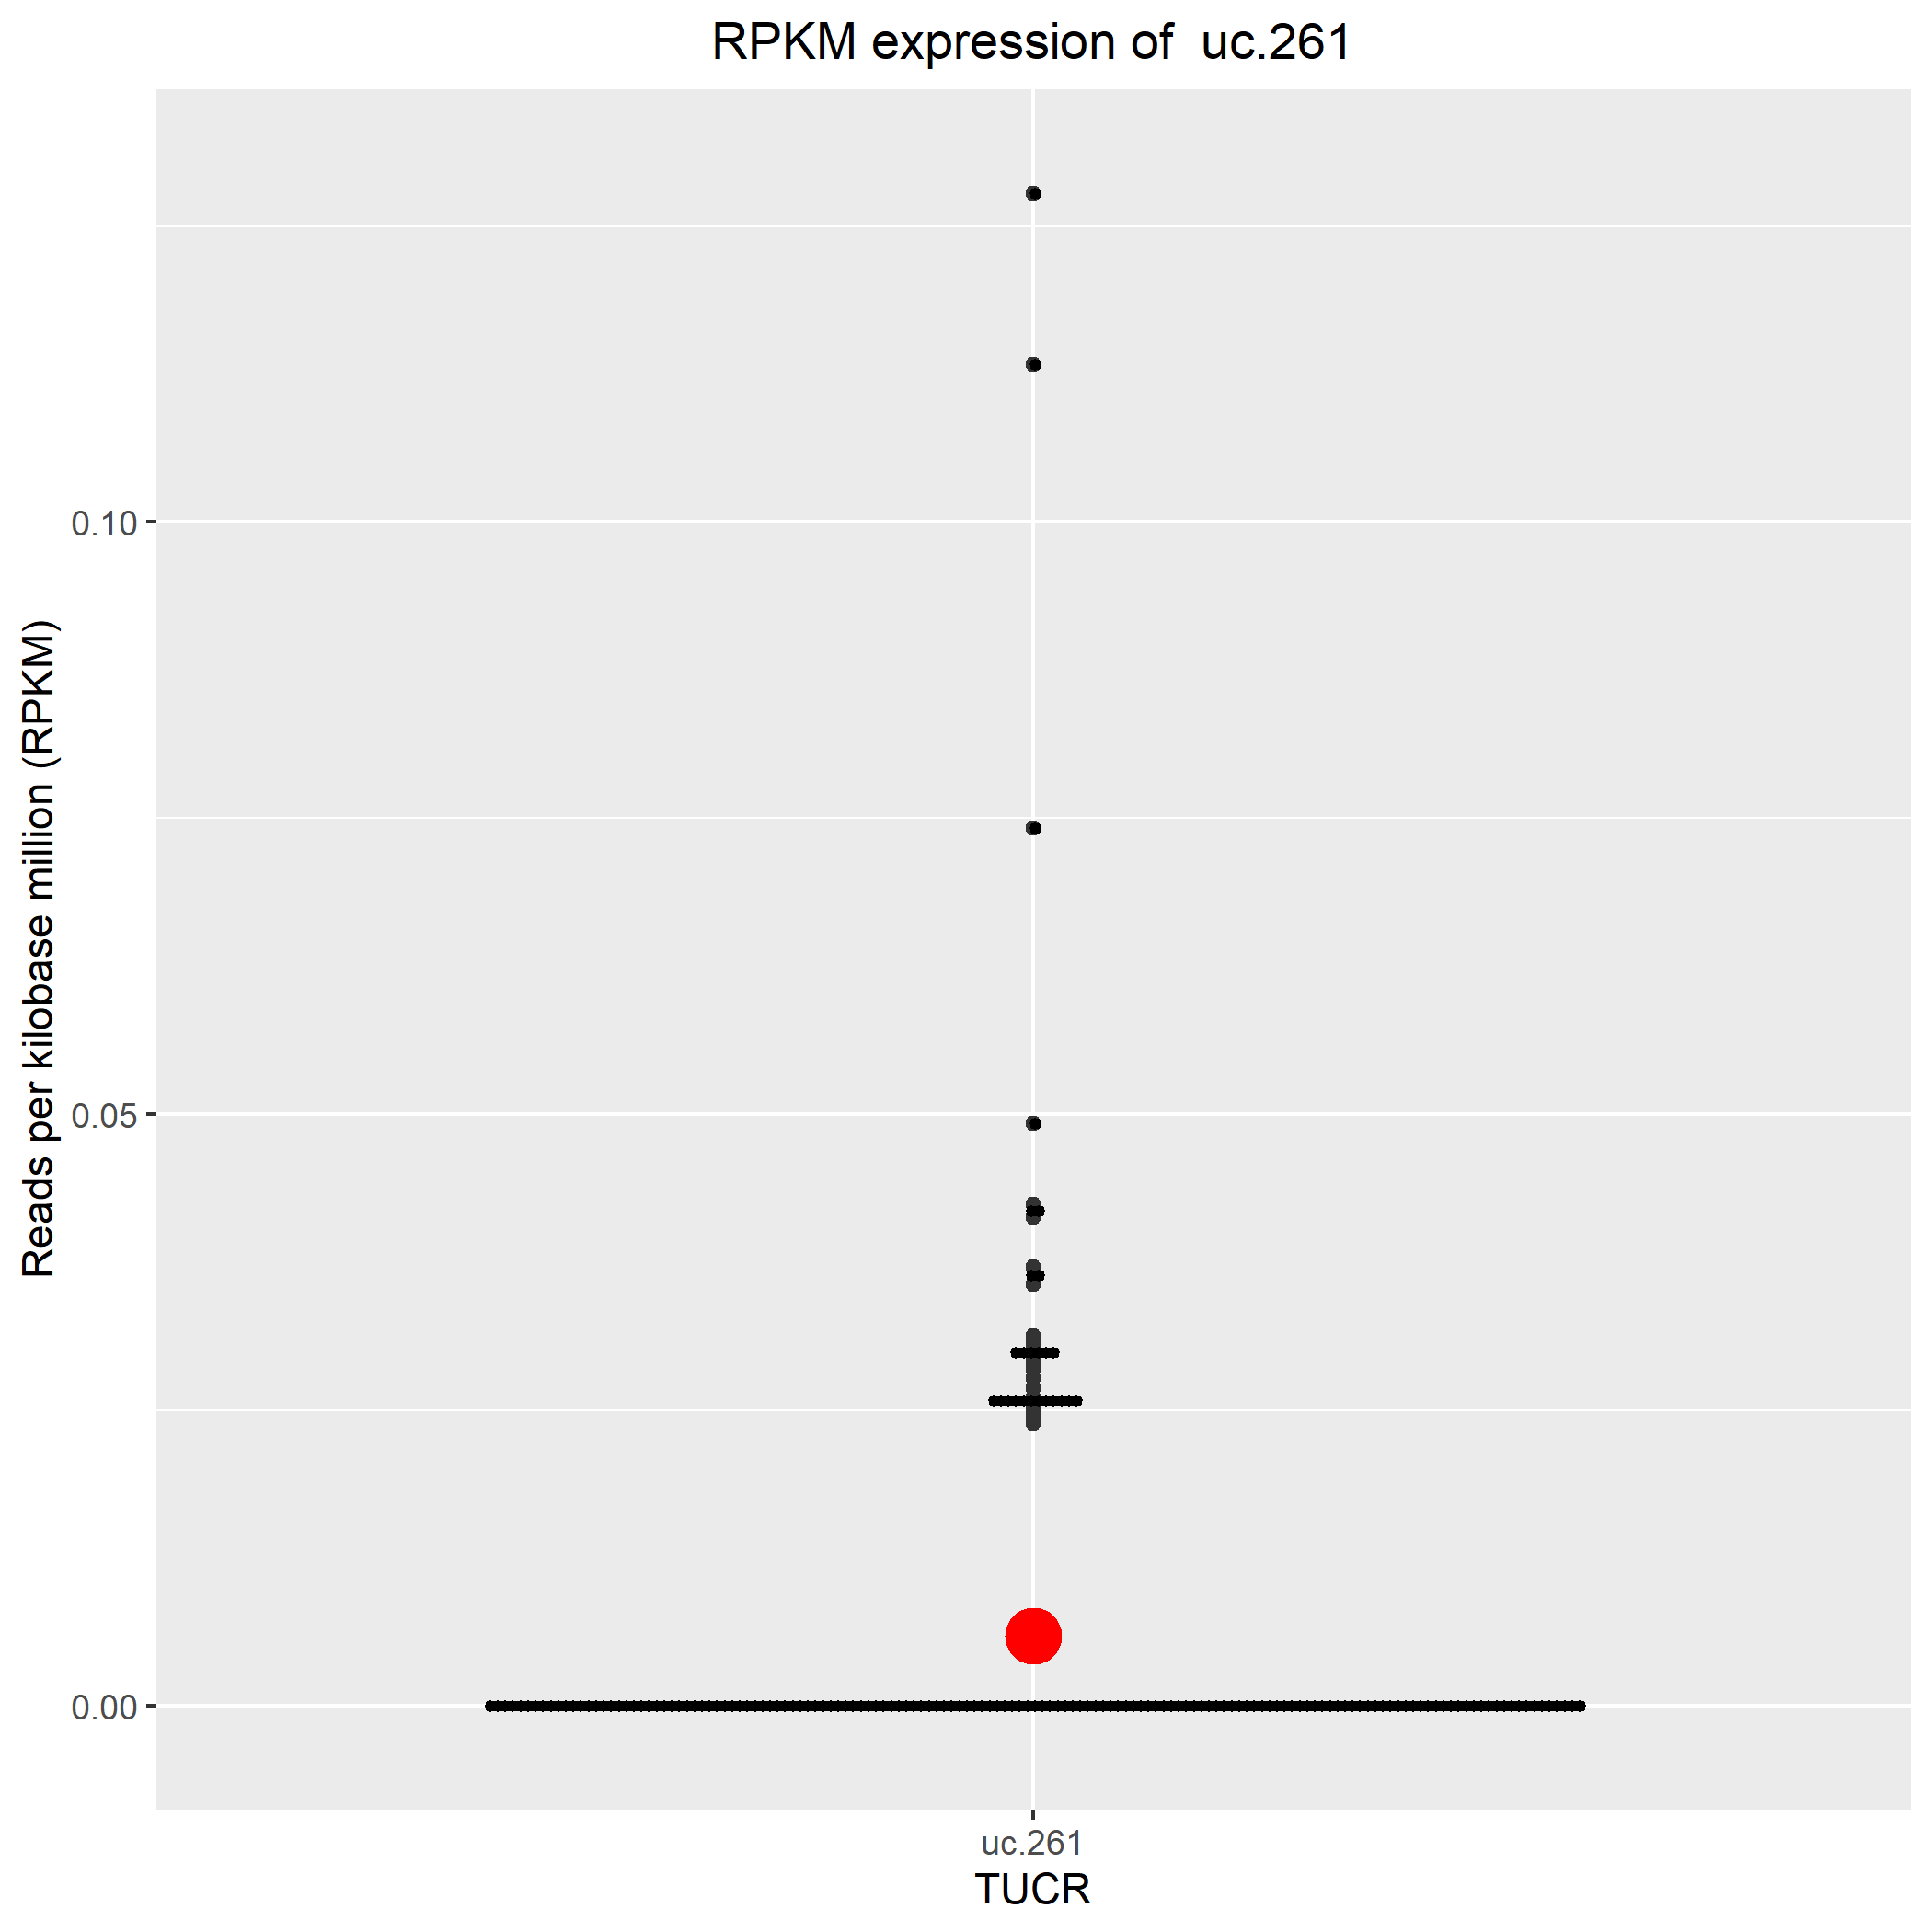 RPKM expression of  uc.261
Reads per kilobase million (RPKM)
0.10
0.05
0.00
uc.261
TUCR